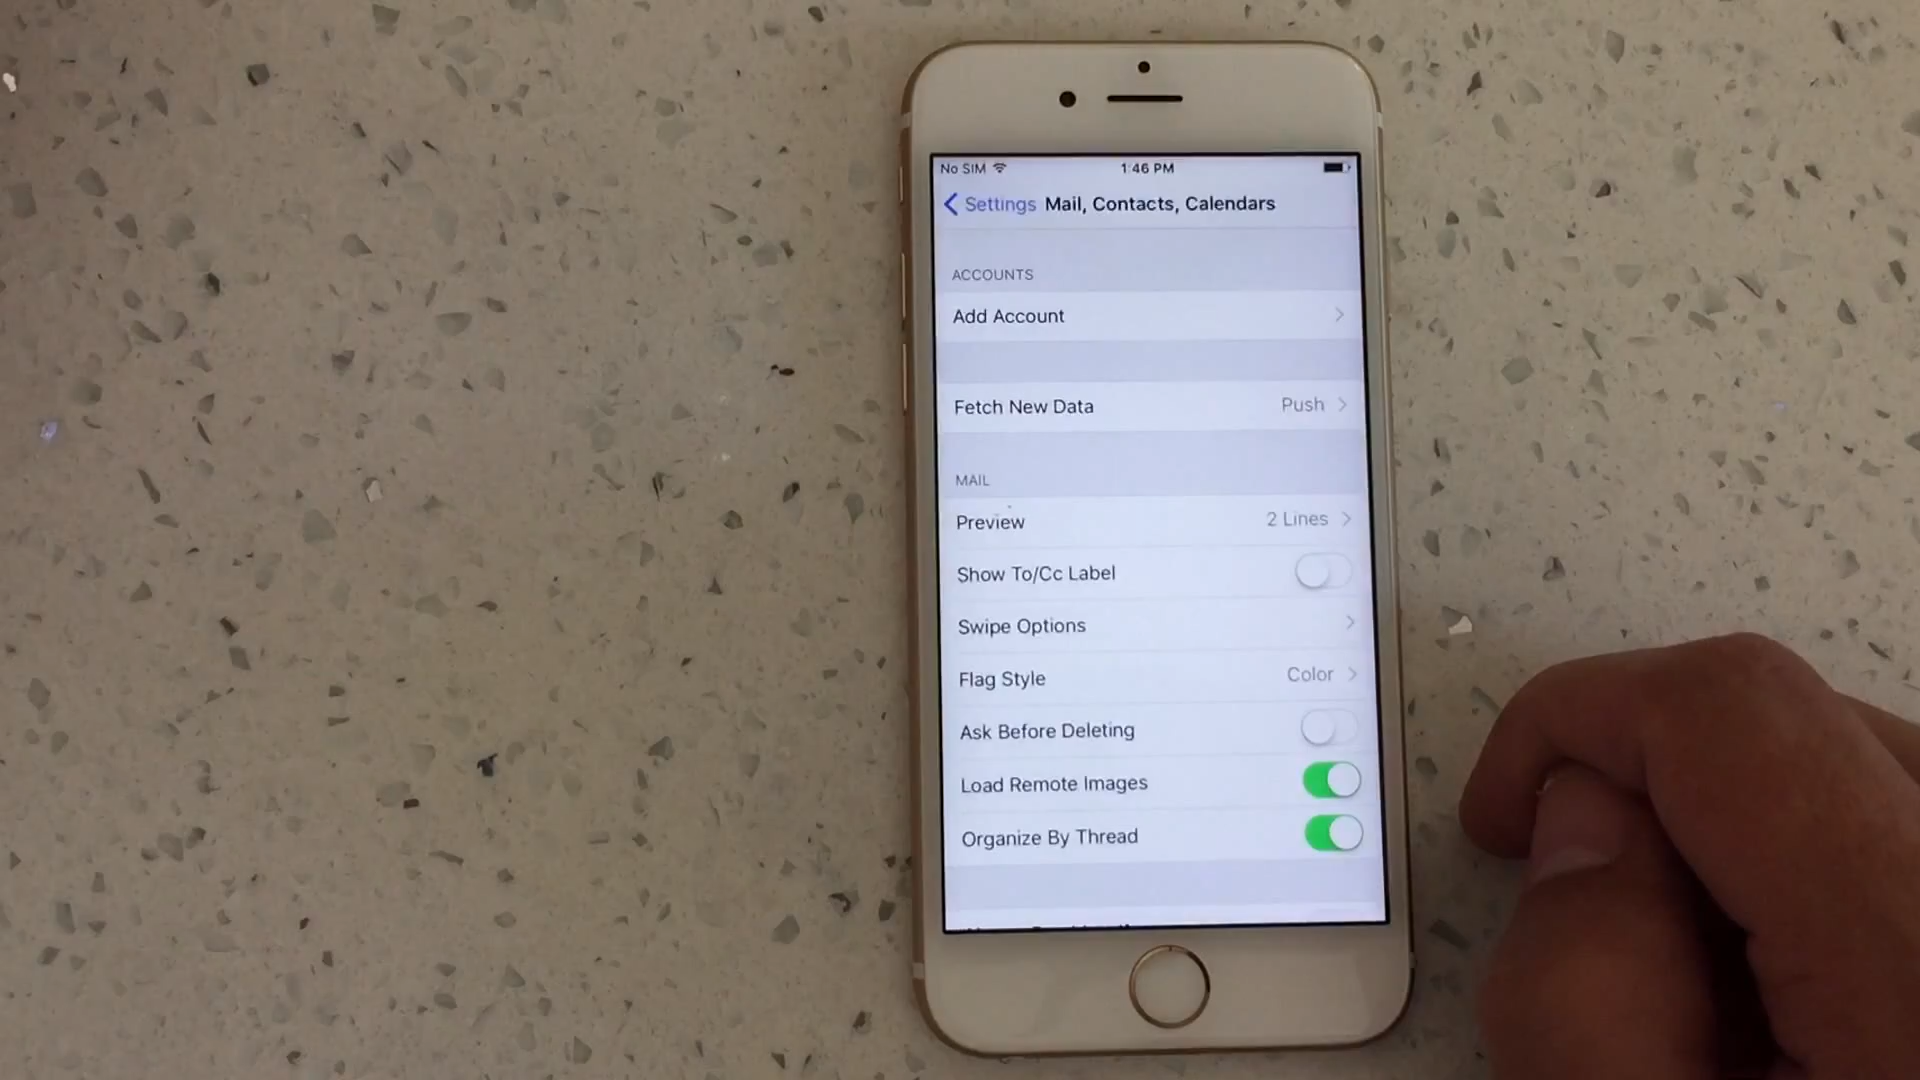 No SIM 1:46 PM
Settings Mail, Contacts, Calendars
ACCOUNTS
Add Account
Fetch New Data Push
MAIL
Preview 2 Lines
Show To/Cc Label
Swipe Options
Flag Style Color
Ask Before Deleting
Load Remote Images
Organize By Thread